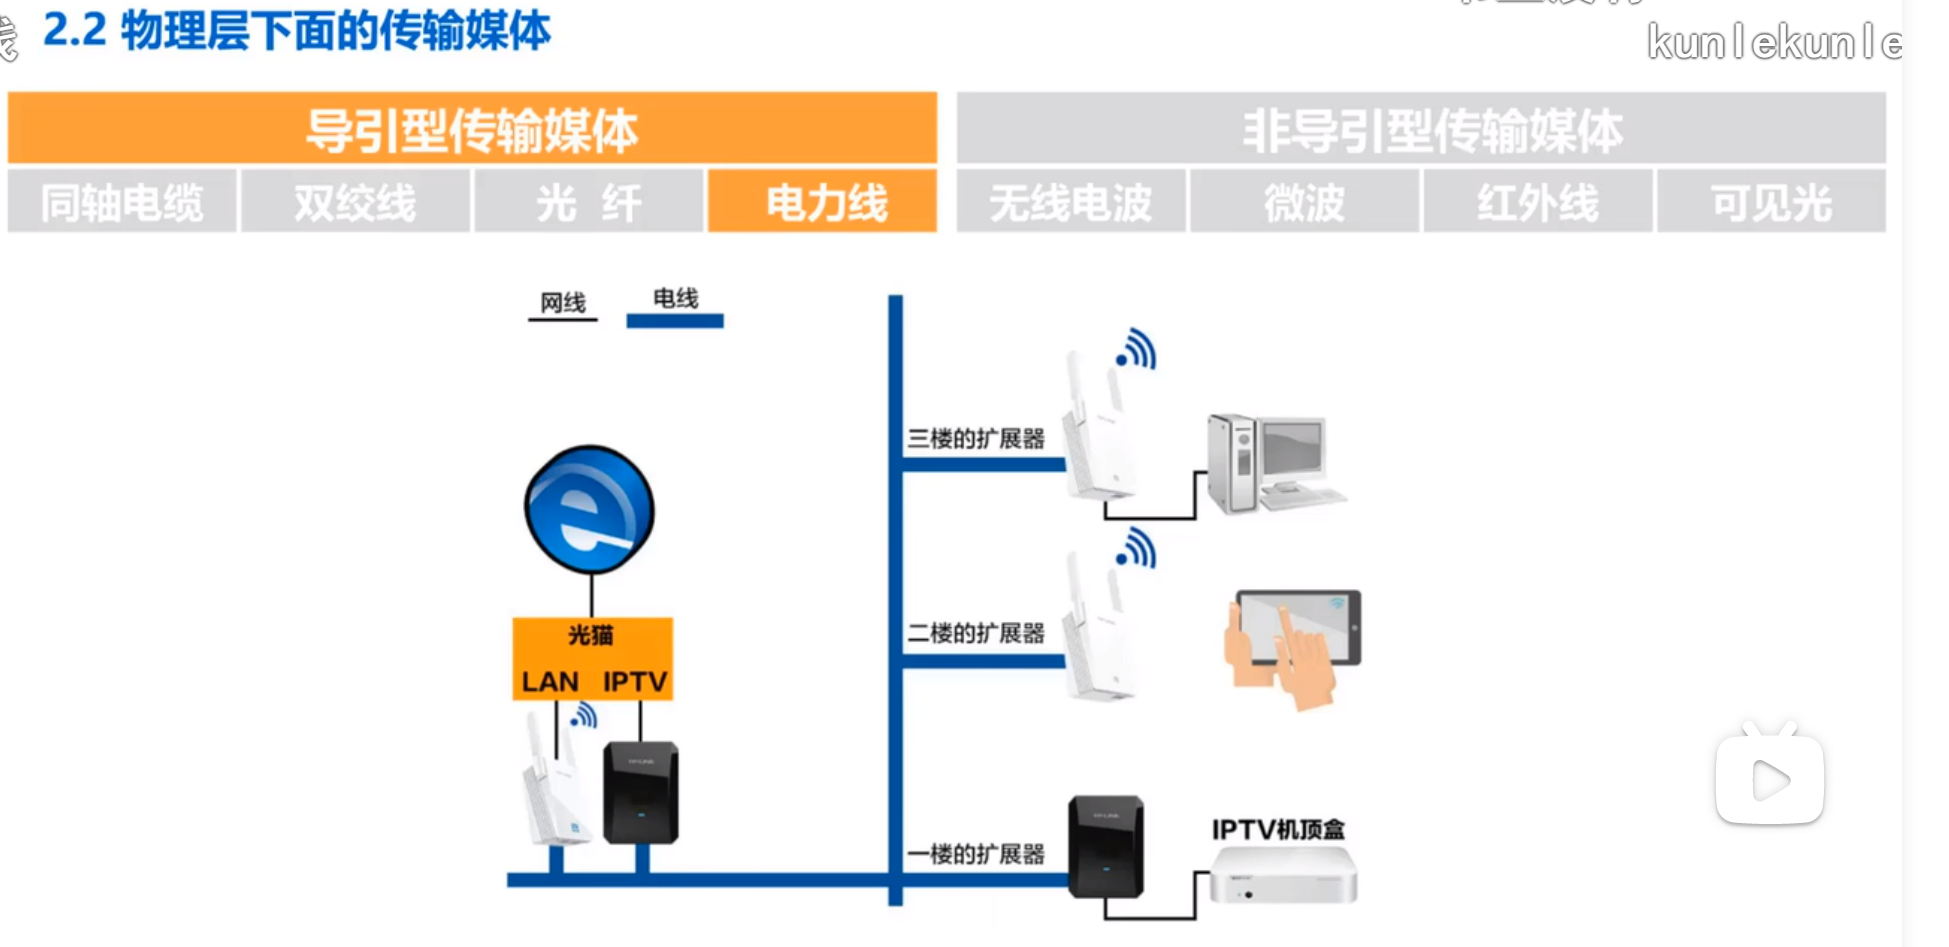 2.2 物理层下面的传输媒体
kunlekunle
导引型传输媒体
非导引型传输媒体
同轴电缆
双绞线
光 纤
电力线
无线电波
微波
红外线
可见光
网线
电线
三楼的扩展器
二楼的扩展器
光猫
LAN IPTV
一楼的扩展器
IPTV机顶盒